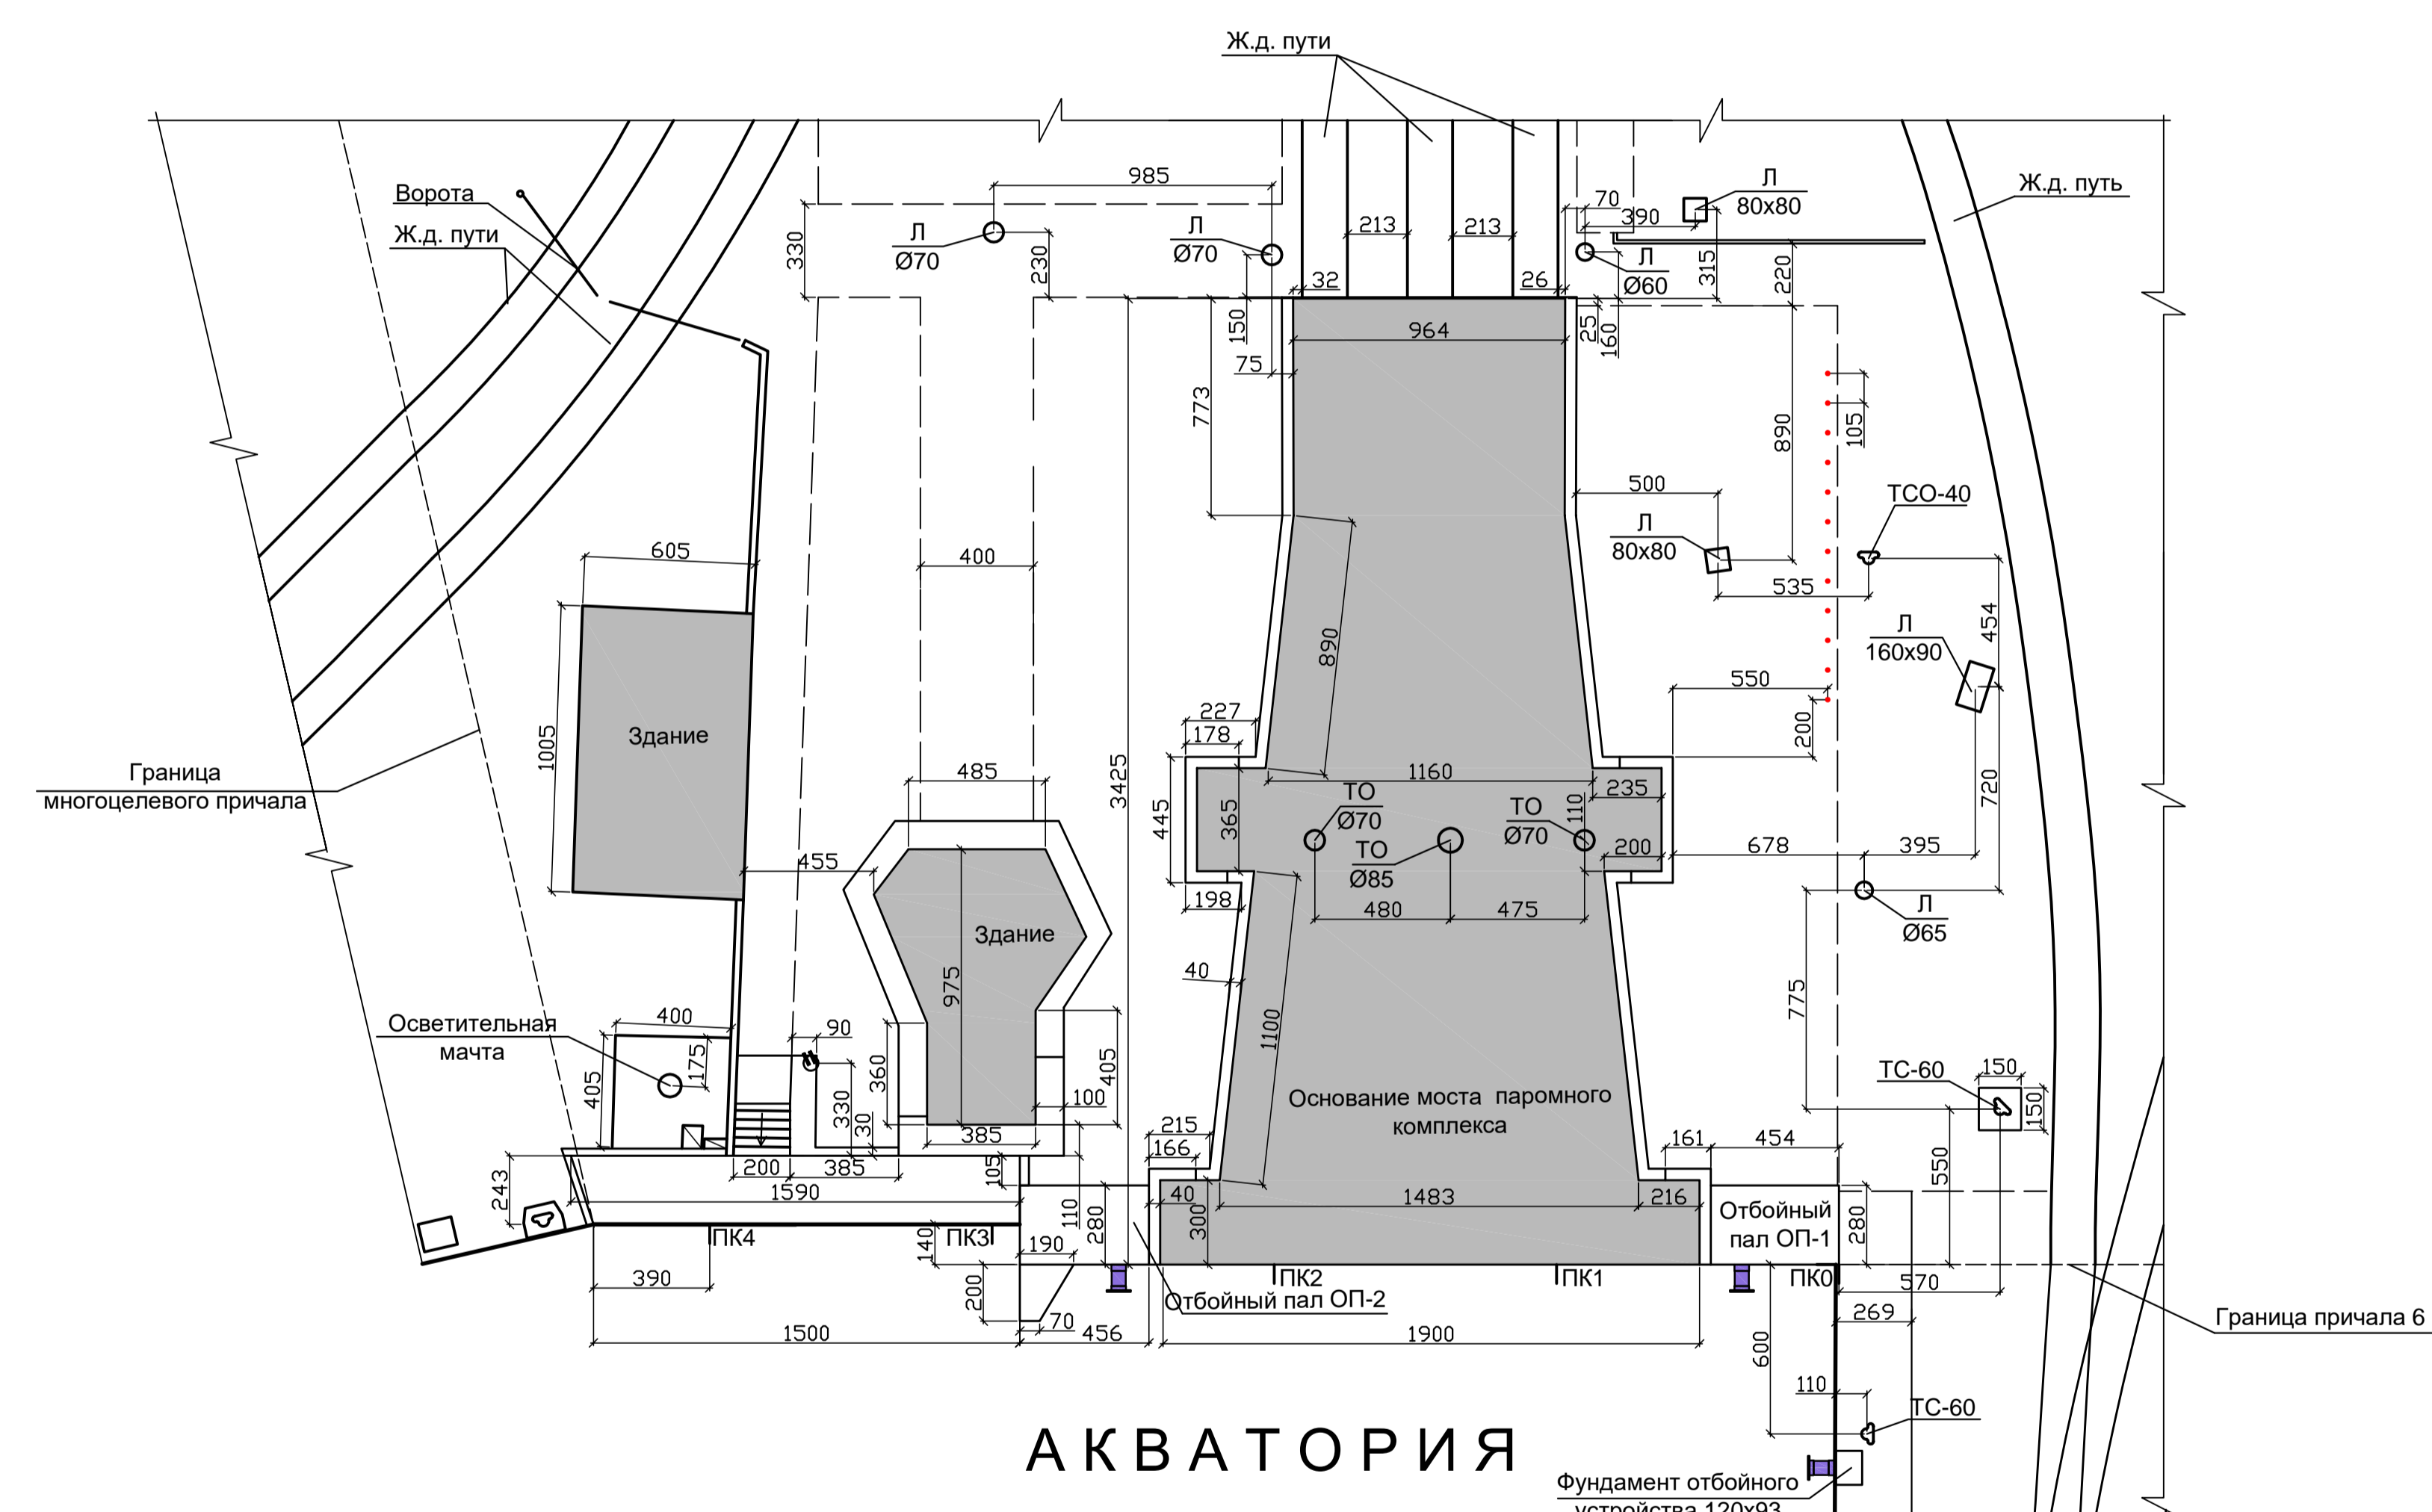 Ж.д. пути
Ворота
Ж.д. пути
985
Л
Ø70
330
230
Л
Ø70
213
213
70
390
Л
80х80
Ж.д. путь
Л
Ø60
315
220
32
26
150
75
964
25
160
773
890
105
500
Л
80х80
ТСО-40
535
454
Л
160х90
605
400
1005
Здание
890
550
200
720
Граница
многоцелевого причала
227
178
485
3425
1160
235
110
445
365
ТО
Ø70
ТО
Ø85
ТО
Ø70
200
678
395
455
198
480
475
Л
Ø65
Здание
975
40
775
1100
Осветительная
мачта
400
175
405
90
330
30
360
405
100
385
Основание моста паромного
комплекса
ТС-60
150
150
215
166
161
454
550
243
200
385
1590
105
110
280
40
300
1483
216
Отбойный
пал ОП-1
280
ПК4
ПК3
140
190
200
70
390
ПК2
ПК1
ПК0
570
Отбойный пал ОП-2
269
Граница причала 6
1500
456
1900
600
110
ТС-60
АКВАТОРИЯ
Фундамент отбойного
устройства 120х93